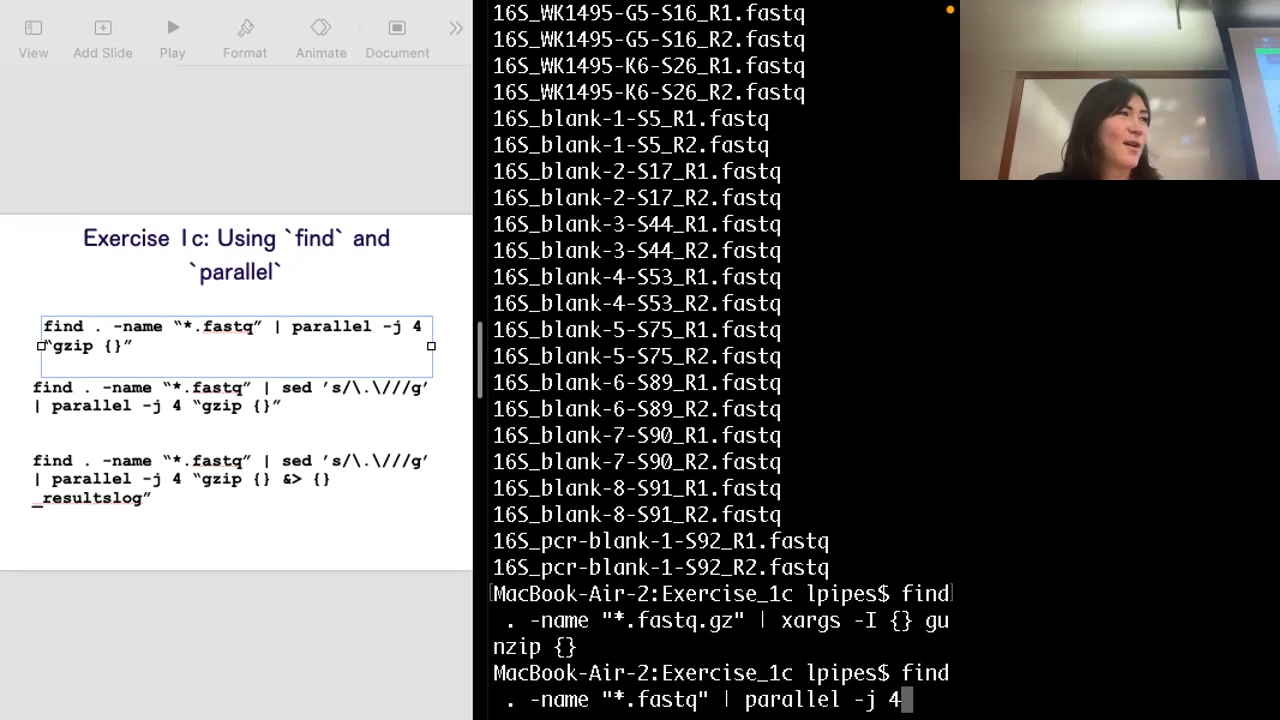 View
Add Slide
Play
Format
Animate
Document
Exercise 1c: Using `find` and
`parallel`
find . -name “*.fastq” | parallel -j 4
“gzip {}”
find . -name “*.fastq” | sed ’s/\.\///g’
| parallel -j 4 “gzip {}”
find . -name “*.fastq” | sed ’s/\.\///g’
| parallel -j 4 “gzip {} &> {}
_resultslog”
16S_WK1495-G5-S16_R1.fastq
16S_WK1495-G5-S16_R2.fastq
16S_WK1495-K6-S26_R1.fastq
16S_WK1495-K6-S26_R2.fastq
16S_blank-1-S5_R1.fastq
16S_blank-1-S5_R2.fastq
16S_blank-2-S17_R1.fastq
16S_blank-2-S17_R2.fastq
16S_blank-3-S44_R1.fastq
16S_blank-3-S44_R2.fastq
16S_blank-4-S53_R1.fastq
16S_blank-4-S53_R2.fastq
16S_blank-5-S75_R1.fastq
16S_blank-5-S75_R2.fastq
16S_blank-6-S89_R1.fastq
16S_blank-6-S89_R2.fastq
16S_blank-7-S90_R1.fastq
16S_blank-7-S90_R2.fastq
16S_blank-8-S91_R1.fastq
16S_blank-8-S91_R2.fastq
16S_pcr-blank-1-S92_R1.fastq
16S_pcr-blank-1-S92_R2.fastq
[MacBook-Air-2:Exercise_1c lpipes$ find]
. -name "*.fastq.gz" | xargs -I {} gu
nzip {}
MacBook-Air-2:Exercise_1c lpipes$ find
. -name "*.fastq" | parallel -j 4